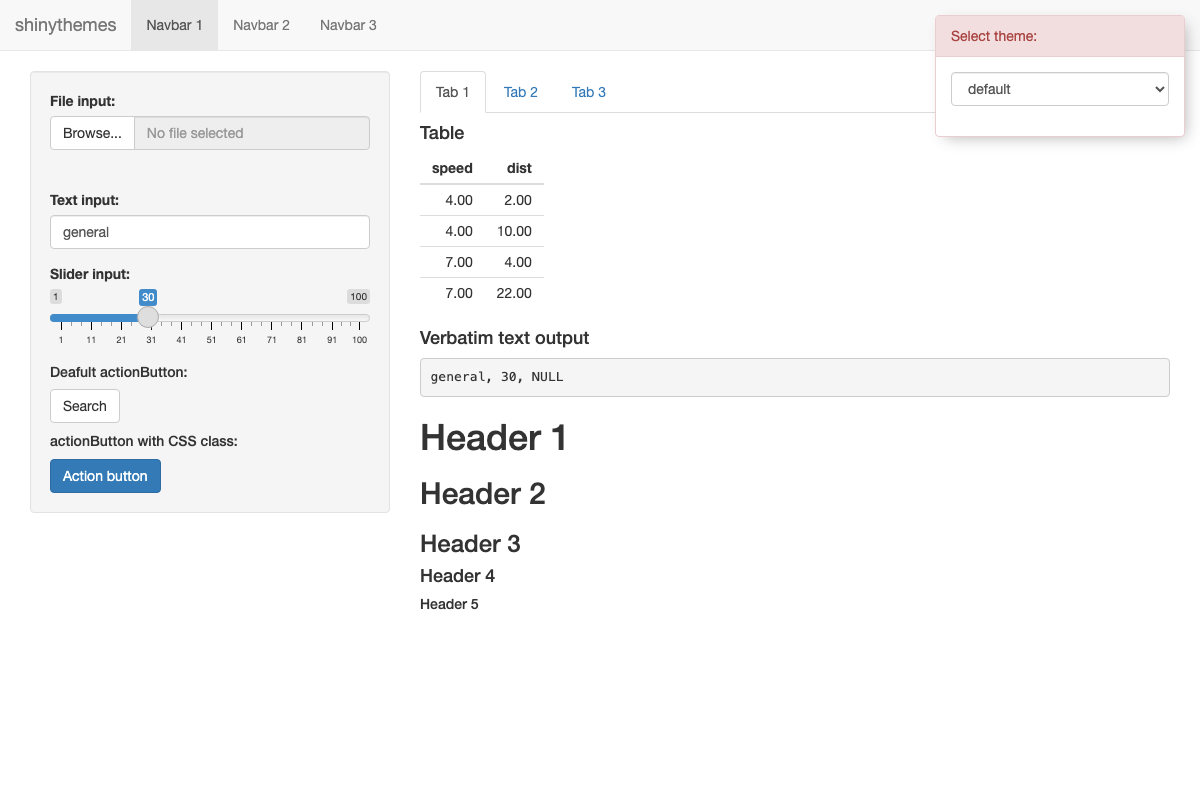 shinythemes Navbar 1 Navbar 2 Navbar 3
Select theme:
default
File input:
Browse... No file selected
Text input:
general
Slider input:
1 30 100
1 11 21 31 41 51 61 71 81 91 100
Deafult actionButton:
Search
actionButton with CSS class:
Action button
Tab 1 Tab 2 Tab 3
Table
speed dist
4.00 2.00
4.00 10.00
7.00 4.00
7.00 22.00
Verbatim text output
general, 30, NULL
Header 1
Header 2
Header 3
Header 4
Header 5